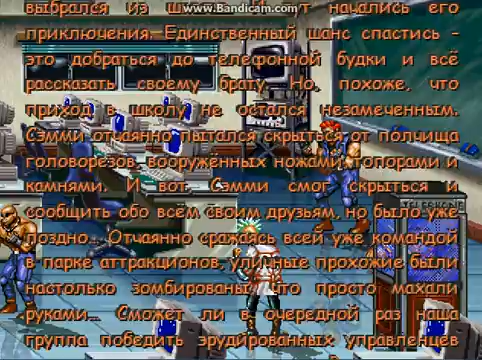 www.Bandicam.com
выбрался из
начались его
приключения. Единственный шанс спастись -
это добраться до телефонной будки и всё
рассказать своему брату. Но, похоже, что
приход в школу не остался незамеченным.
Сэмми отчаянно пытался скрыться от полчища
головорезов, вооружённых ножами, топорами и
камнями. И вот, Сэмми смог скрыться и
сообщить обо всём своим друзьям, но было уже
поздно... Отчаянно сражаясь всей уже командой
в парке аттракционов, уличные прохожие были
настолько зомбированы, что просто махали
руками... Сможет ли в очередной раз наша
группа победить эрудированных управленцев
TELEPHONE